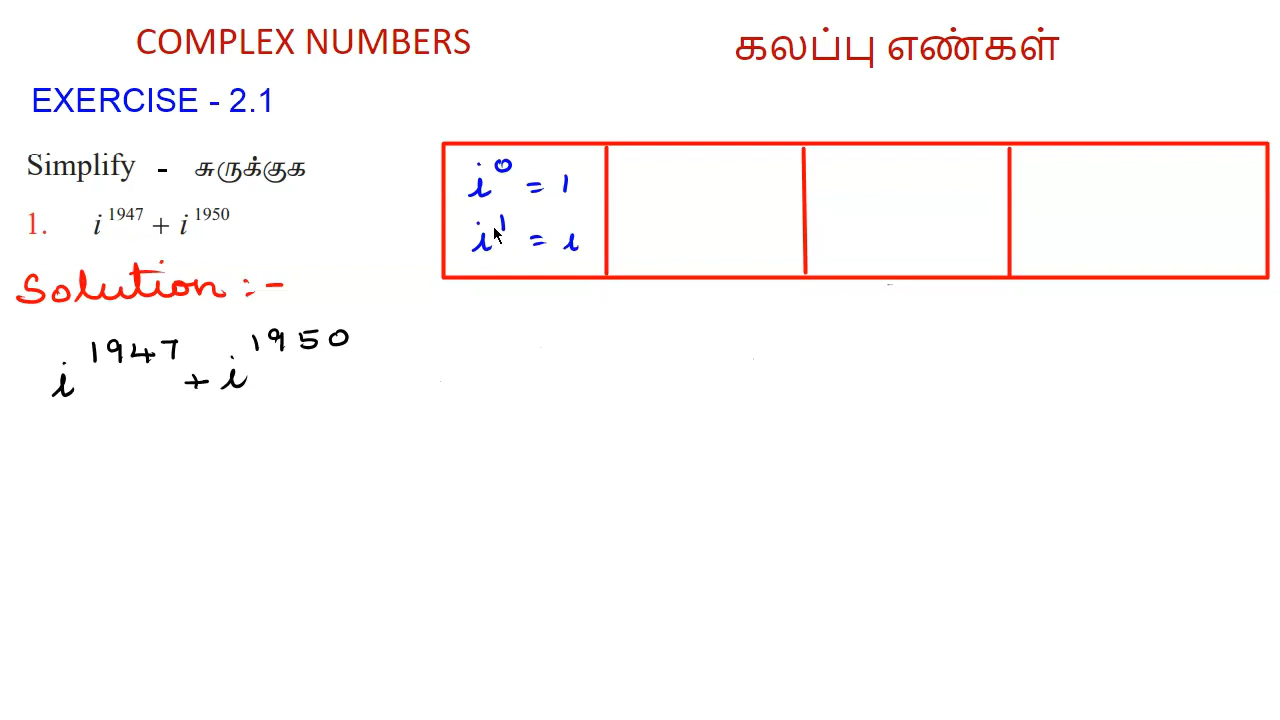 COMPLEX NUMBERS
கலப்பு எண்கள்
EXERCISE - 2.1
Simplify - சுருக்குக
1. i^1947 + i^1950
Solution :-
i^1947 + i^1950
i^0 = 1
i^1 = i